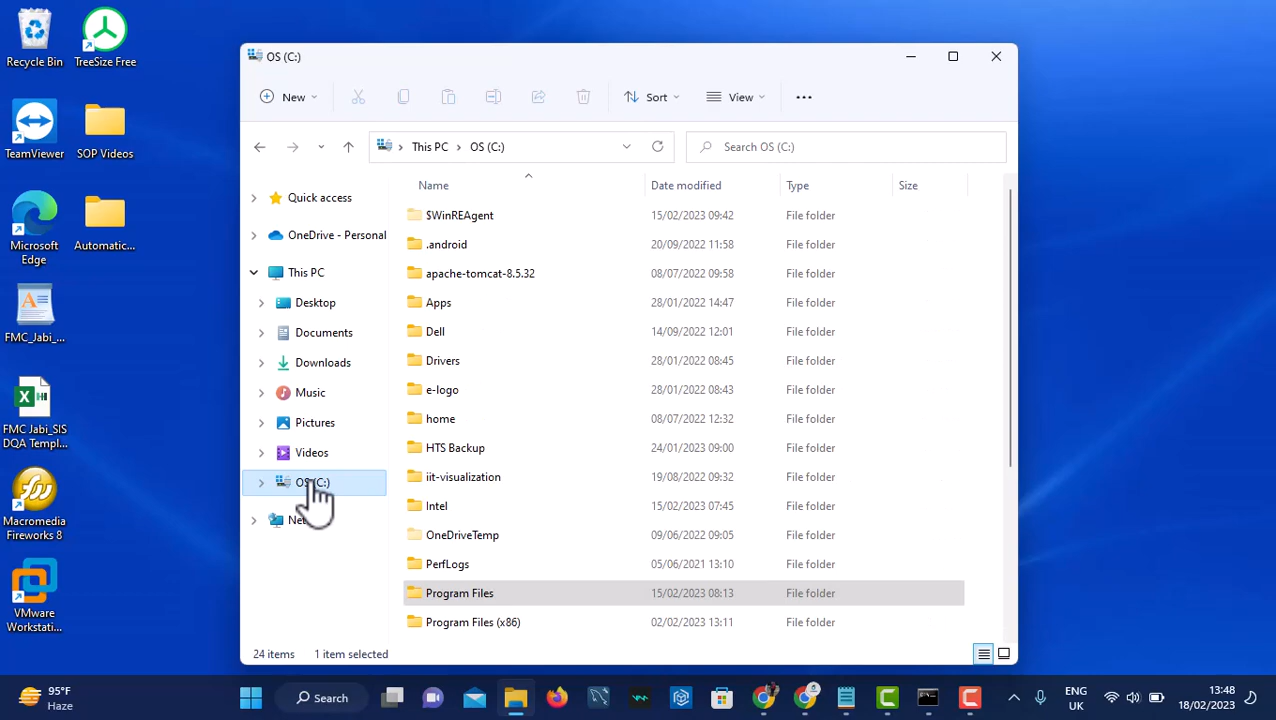 Recycle Bin
TreeSize Free
TeamViewer
SOP Videos
Microsoft
Edge
Automatic...
FMC_Jabi_...
FMC Jabi_SIS
DQA Templ...
Macromedia
Fireworks 8
VMware
Workstati...
OS (C:)
New
Sort
View
This PC > OS (C:)
Search OS (C:)
Quick access
OneDrive - Personal
This PC
Desktop
Documents
Downloads
Music
Pictures
Videos
OS (C:)
Name Date modified Type Size
$WinREAgent 15/02/2023 09:42 File folder
.android 20/09/2022 11:58 File folder
apache-tomcat-8.5.32 08/07/2022 09:58 File folder
Apps 28/01/2022 14:47 File folder
Dell 14/09/2022 12:01 File folder
Drivers 28/01/2022 08:45 File folder
e-logo 28/01/2022 08:43 File folder
home 08/07/2022 12:32 File folder
HTS Backup 24/01/2023 09:00 File folder
iit-visualization 19/08/2022 09:32 File folder
Intel 15/02/2023 07:45 File folder
OneDriveTemp 09/06/2022 09:05 File folder
PerfLogs 05/06/2021 13:10 File folder
Program Files 15/02/2023 08:13 File folder
Program Files (x86) 02/02/2023 13:11 File folder
24 items 1 item selected
95°F
Haze
Search
ENG
UK
13:48
18/02/2023